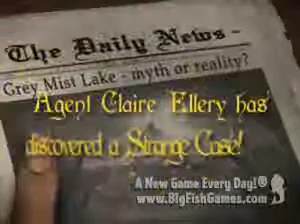 The Daily News -
Grey Mist Lake - myth or reality?
Agent Claire Ellery has
discovered a Strange Case!
A New Game Every Day!®
www.BigFishGames.com